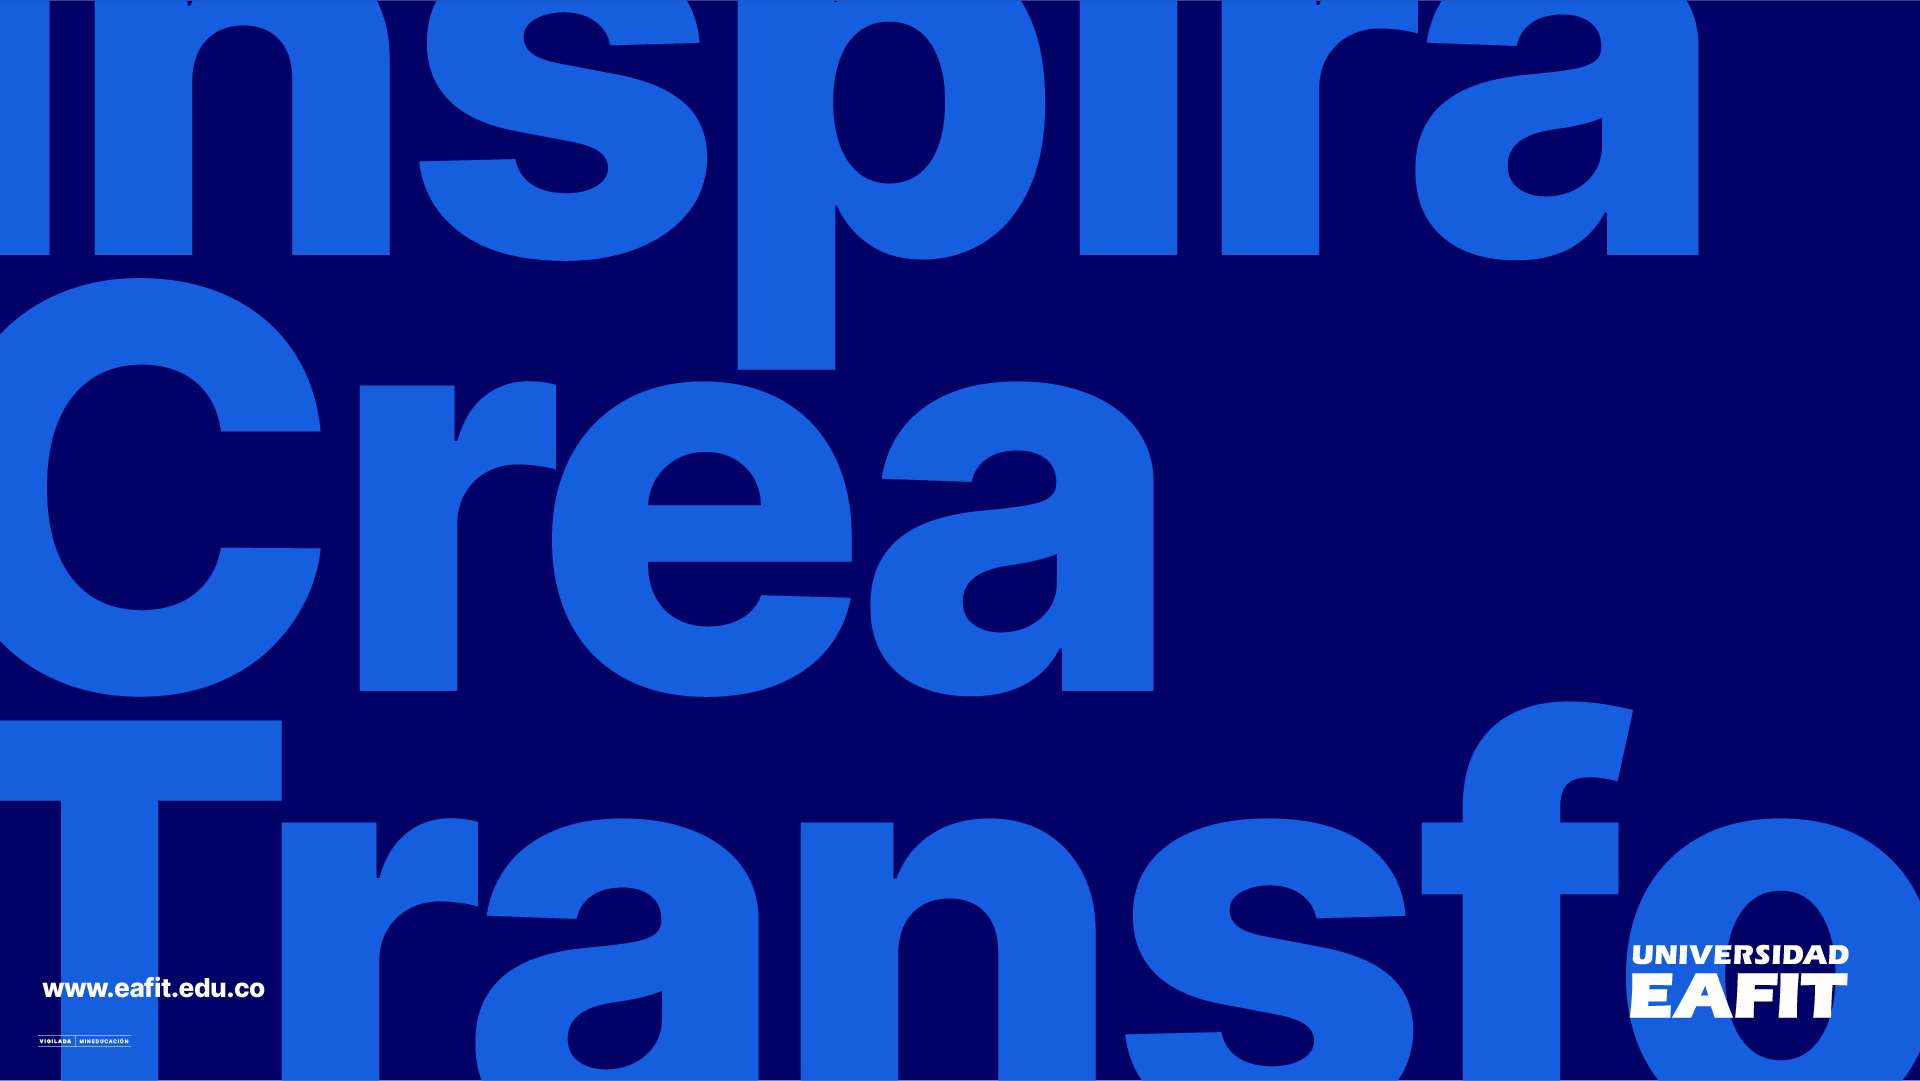 Inspira
Crea
Transfo
www.eafit.edu.co
UNIVERSIDAD
EAFIT
VIGILADA | MINEDUCACIÓN